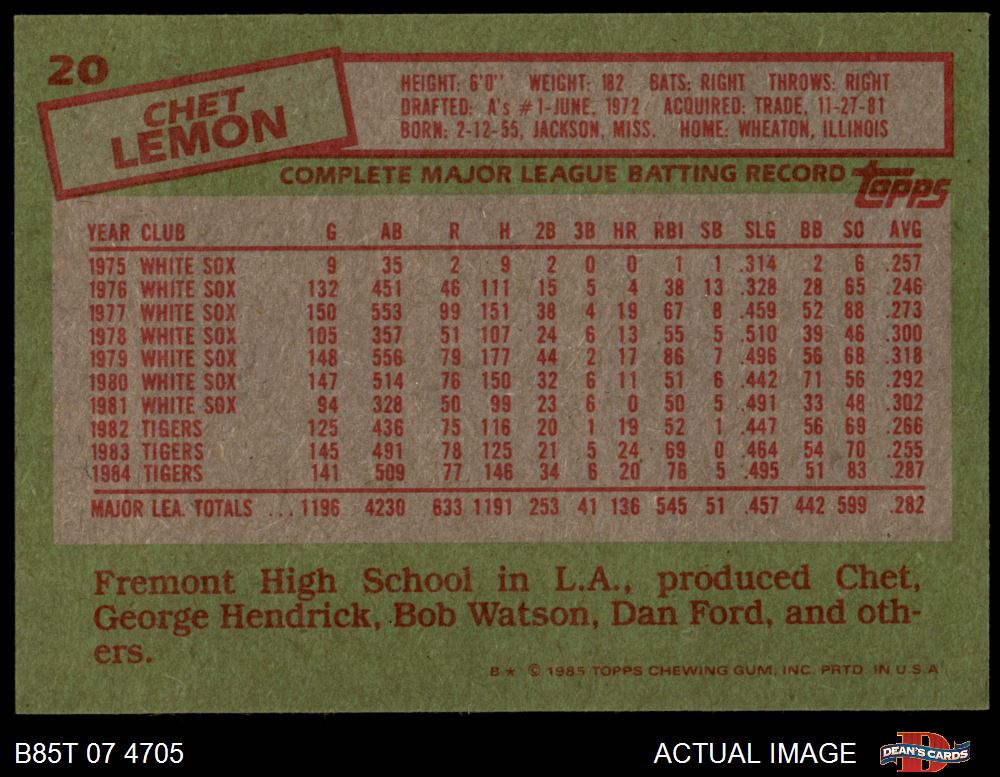 20
CHET
LEMON
HEIGHT: 6'0" WEIGHT: 182 BATS: RIGHT THROWS: RIGHT
DRAFTED: A's #1-JUNE, 1972 ACQUIRED: TRADE, 11-27-81
BORN: 2-12-55, JACKSON, MISS. HOME: WHEATON, ILLINOIS
COMPLETE MAJOR LEAGUE BATTING RECORD topps
YEAR CLUB G AB R H 2B 3B HR RBI SB SLG BB SO AVG
1975 WHITE SOX 9 35 2 9 2 0 0 1 1 .314 2 6 .257
1976 WHITE SOX 132 451 46 111 15 5 4 38 13 .328 28 65 .246
1977 WHITE SOX 150 553 99 151 38 4 19 67 8 .459 52 88 .273
1978 WHITE SOX 105 357 51 107 24 6 13 55 5 .510 39 46 .300
1979 WHITE SOX 148 556 79 177 44 2 17 86 7 .496 56 68 .318
1980 WHITE SOX 147 514 76 150 32 6 11 51 6 .442 71 56 .292
1981 WHITE SOX 94 328 50 99 23 6 0 50 5 .491 33 48 .302
1982 TIGERS 125 436 75 116 20 1 19 52 1 .447 56 69 .266
1983 TIGERS 145 491 78 125 21 5 24 69 0 .464 54 70 .255
1984 TIGERS 141 509 77 146 34 6 20 76 5 .495 51 83 .287
MAJOR LEA. TOTALS ... 1196 4230 633 1191 253 41 136 545 51 .457 442 599 .282
Fremont High School in L.A., produced Chet,
George Hendrick, Bob Watson, Dan Ford, and oth-
ers.
B* © 1985 TOPPS CHEWING GUM, INC. PRTD. IN U.S.A.
B85T 07 4705
ACTUAL IMAGE
D
DEAN'S CARDS